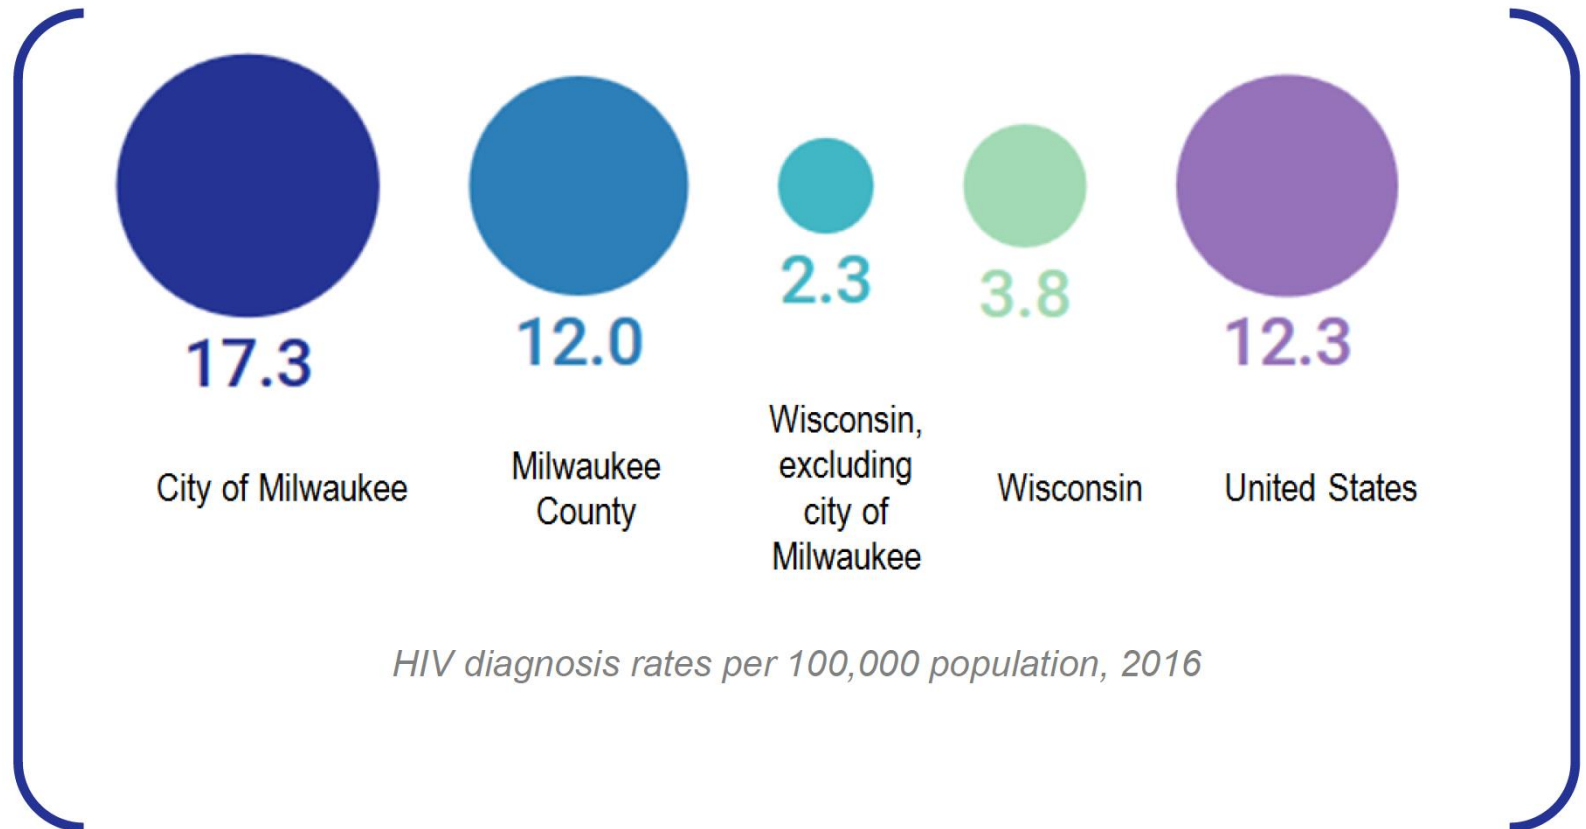 17.3
12.0
2.3
3.8
12.3
City of Milwaukee
Milwaukee
County
Wisconsin,
excluding
city of
Milwaukee
Wisconsin
United States
HIV diagnosis rates per 100,000 population, 2016